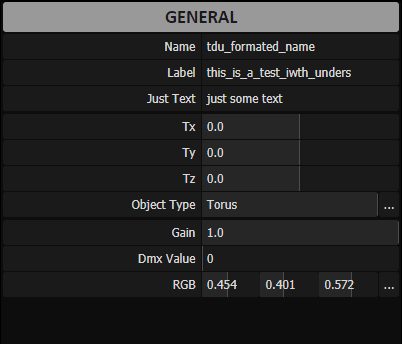 GENERAL
Name tdu_formated_name
Label this_is_a_test_iwth_unders
Just Text just some text
Tx 0.0
Ty 0.0
Tz 0.0
Object Type Torus ...
Gain 1.0
Dmx Value 0
RGB 0.454 0.401 0.572 ...